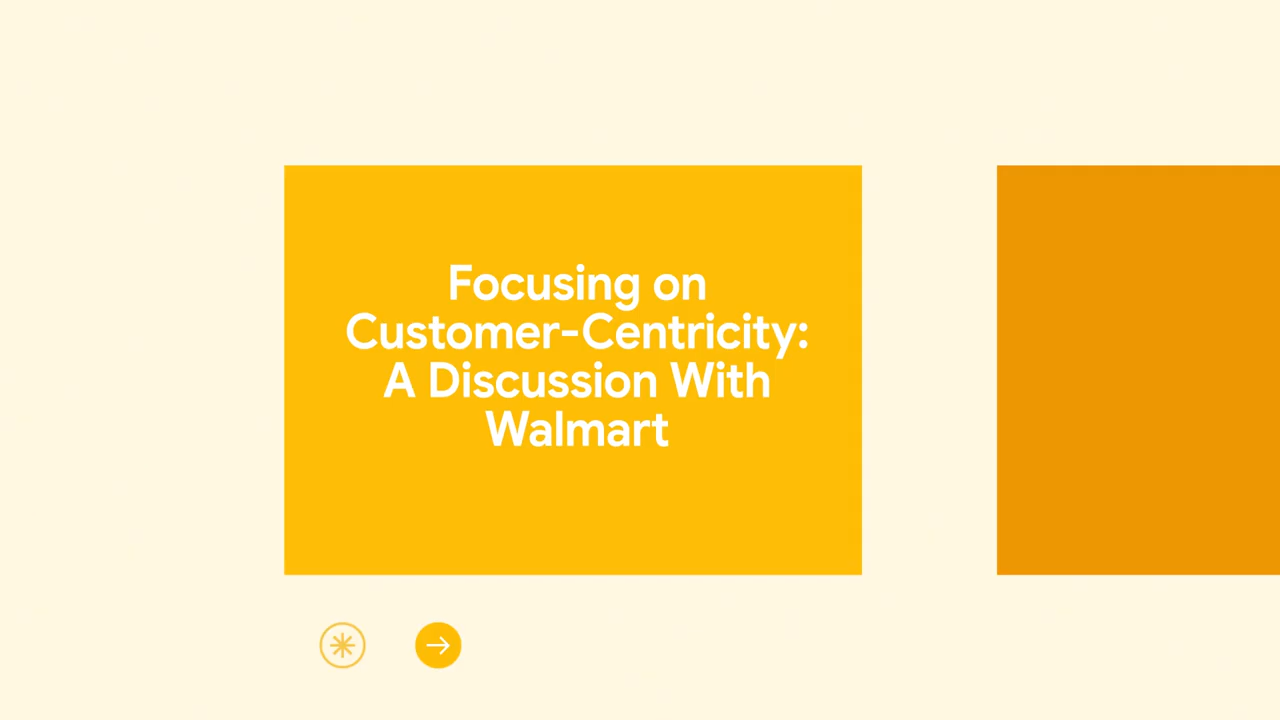 Focusing on
Customer-Centricity:
A Discussion With
Walmart